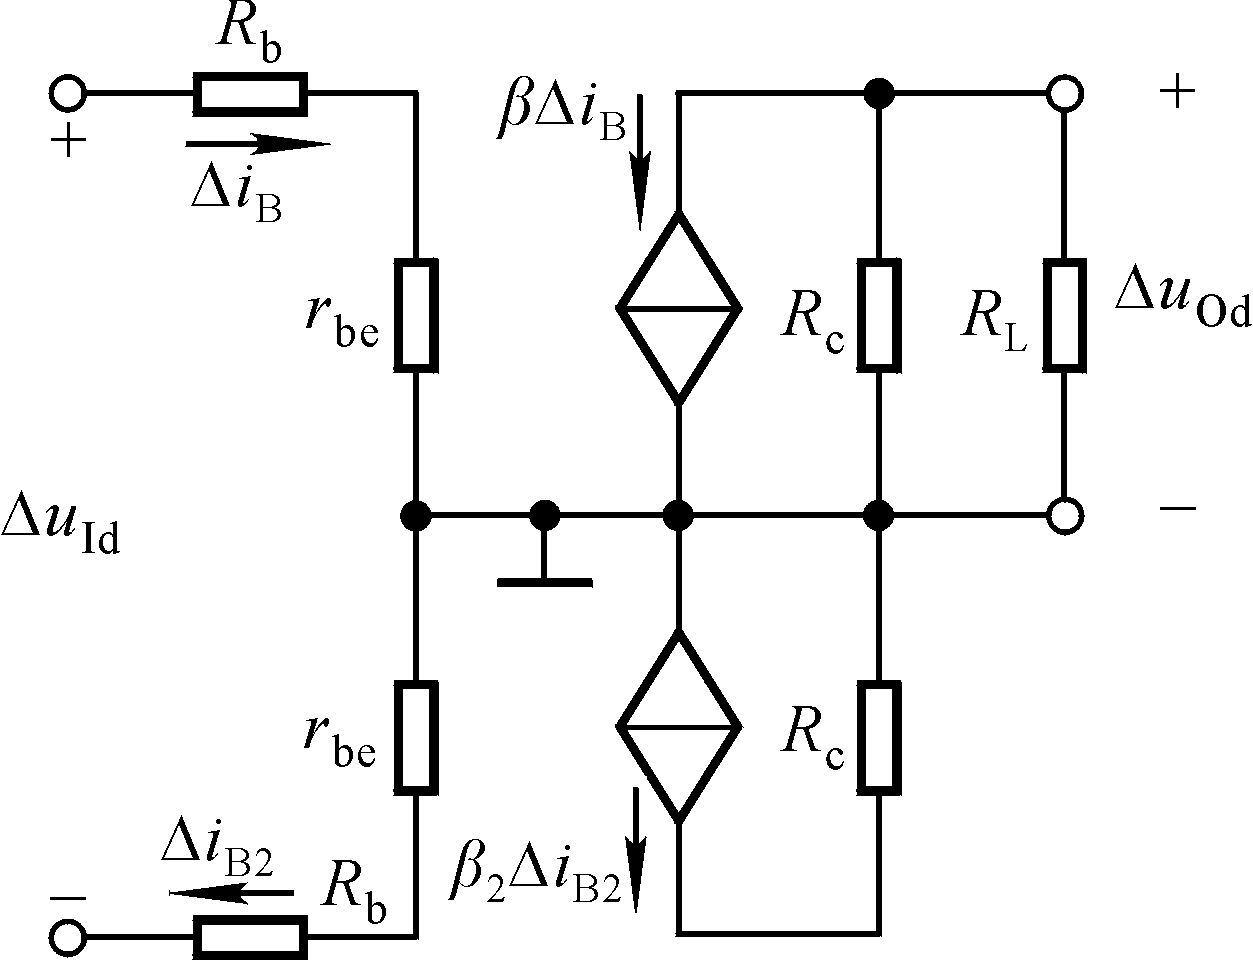 R_b
+
Δi_B
βΔi_B
+
r_be
R_c
R_L
Δu_Od
Δu_Id
−
r_be
R_c
Δi_B2
β_2Δi_B2
−
R_b